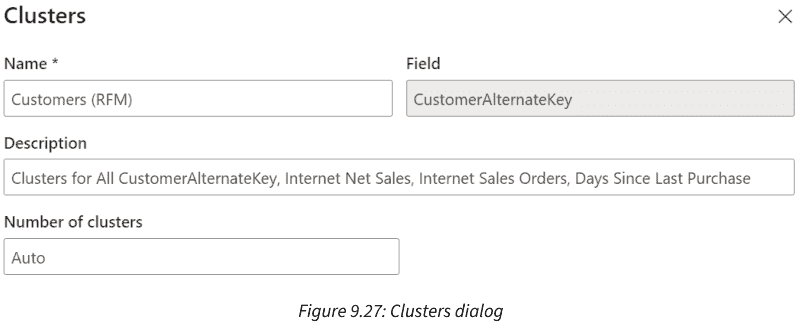 Clusters
Name *
Field
Customers (RFM)
CustomerAlternateKey
Description
Clusters for All CustomerAlternateKey, Internet Net Sales, Internet Sales Orders, Days Since Last Purchase
Number of clusters
Auto
Figure 9.27: Clusters dialog